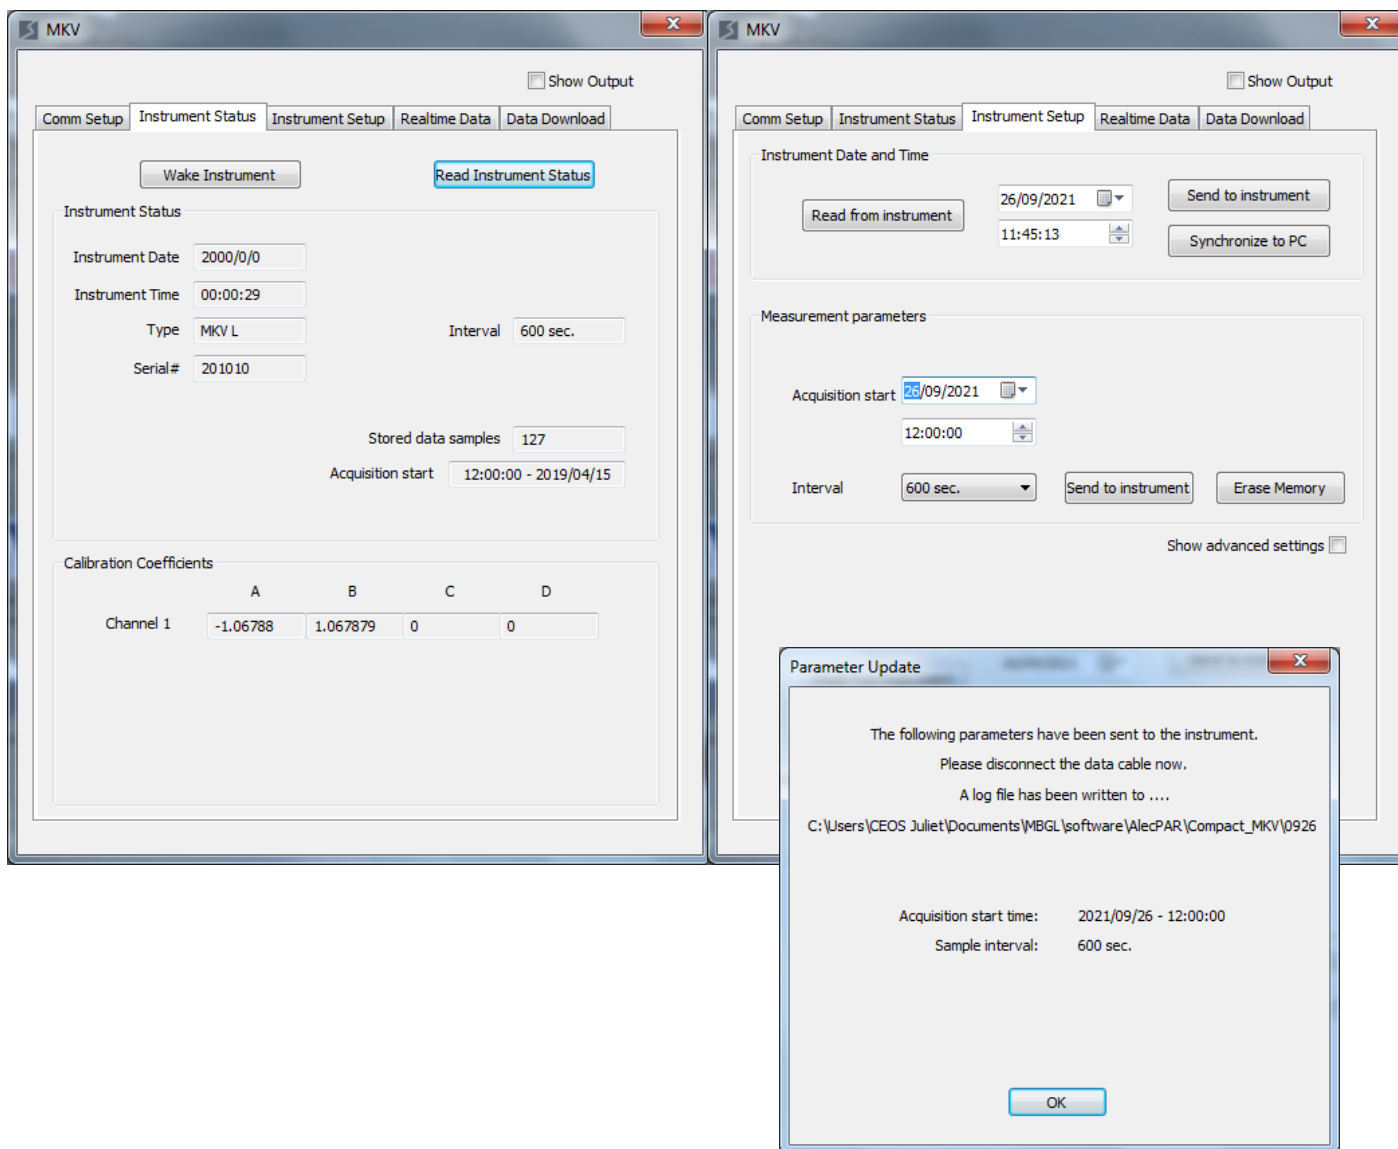 MKV
Show Output
Comm Setup Instrument Status Instrument Setup Realtime Data Data Download
Wake Instrument Read Instrument Status
Instrument Status
Instrument Date 2000/0/0
Instrument Time 00:00:29
Type MKV L Interval 600 sec.
Serial# 201010
Stored data samples 127
Acquisition start 12:00:00 - 2019/04/15
Calibration Coefficients
A B C D
Channel 1 -1.06788 1.067879 0 0
MKV
Show Output
Comm Setup Instrument Status Instrument Setup Realtime Data Data Download
Instrument Date and Time
Read from instrument 26/09/2021 Send to instrument
11:45:13 Synchronize to PC
Measurement parameters
Acquisition start 26/09/2021
12:00:00
Interval 600 sec. Send to instrument Erase Memory
Show advanced settings
Parameter Update
The following parameters have been sent to the instrument.
Please disconnect the data cable now.
A log file has been written to ....
C:\Users\CEOS Juliet\Documents\MBGL\software\AlecPAR\Compact_MKV\0926
Acquisition start time: 2021/09/26 - 12:00:00
Sample interval: 600 sec.
OK